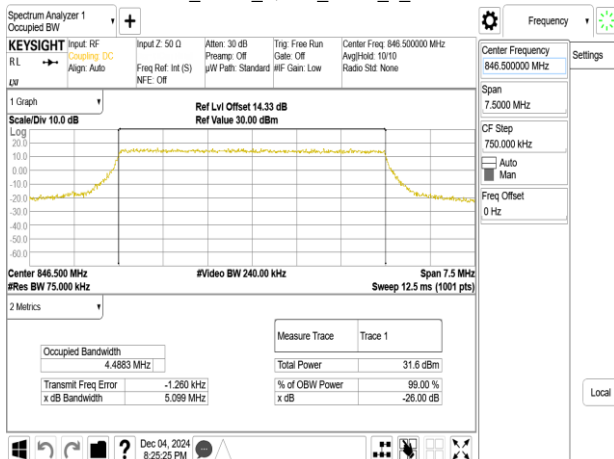 Spectrum Analyzer 1
Occupied BW
+
Frequency
KEYSIGHT
RL
LXI
Input: RF
Coupling: DC
Align: Auto
Input Z: 50 Ω
Freq Ref: Int (S)
NFE: Off
Atten: 30 dB
Preamp: Off
µW Path: Standard
Trig: Free Run
Gate: Off
#IF Gain: Low
Center Freq: 846.500000 MHz
Avg|Hold: 10/10
Radio Std: None
Center Frequency
846.500000 MHz
Settings
Span
7.5000 MHz
CF Step
750.000 kHz
Auto
Man
Freq Offset
0 Hz
Local
1 Graph
Scale/Div 10.0 dB
Ref Lvl Offset 14.33 dB
Ref Value 30.00 dBm
Log
20.0
10.0
0.00
-10.0
-20.0
-30.0
-40.0
-50.0
-60.0
Center 846.500 MHz
#Video BW 240.00 kHz
Span 7.5 MHz
#Res BW 75.000 kHz
Sweep 12.5 ms (1001 pts)
2 Metrics
Measure Trace Trace 1
Occupied Bandwidth
4.4883 MHz
Total Power 31.6 dBm
Transmit Freq Error -1.260 kHz
% of OBW Power 99.00 %
x dB Bandwidth 5.099 MHz
x dB -26.00 dB
?
Dec 04, 2024
8:25:25 PM